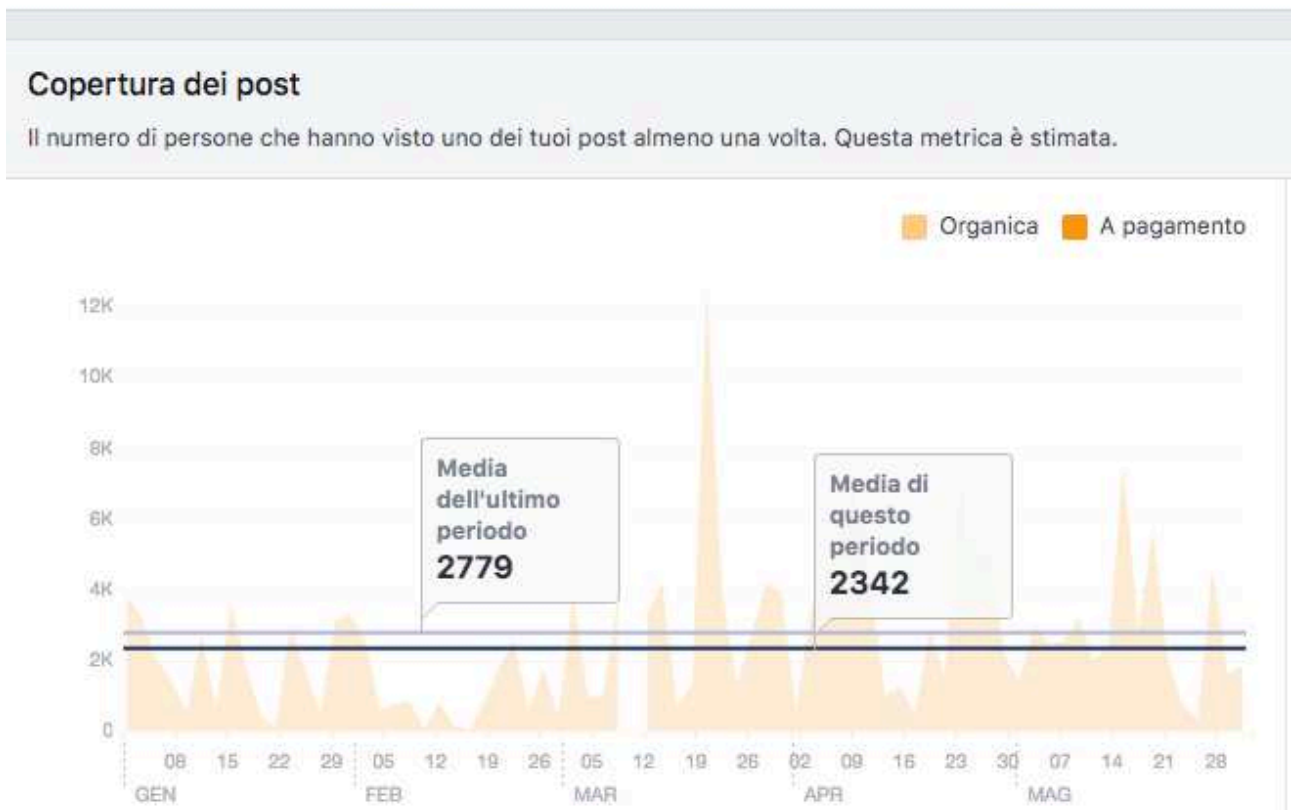 Copertura dei post
Il numero di persone che hanno visto uno dei tuoi post almeno una volta. Questa metrica è stimata.
Organica A pagamento
12K
10K
8K
6K
4K
2K
0
Media
dell'ultimo
periodo
2779
Media di
questo
periodo
2342
08 15 22 29 05 12 19 26 05 12 19 26 02 09 16 23 30 07 14 21 28
GEN FEB MAR APR MAG